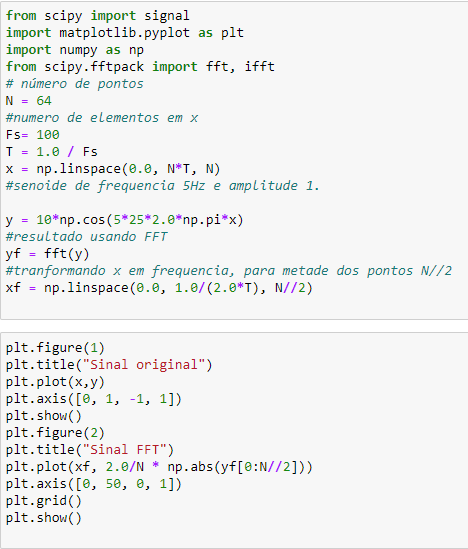 from scipy import signal
import matplotlib.pyplot as plt
import numpy as np
from scipy.fftpack import fft, ifft
# número de pontos
N = 64
#numero de elementos em x
Fs= 100
T = 1.0 / Fs
x = np.linspace(0.0, N*T, N)
#senoide de frequencia 5Hz e amplitude 1.
y = 10*np.cos(5*25*2.0*np.pi*x)
#resultado usando FFT
yf = fft(y)
#tranformando x em frequencia, para metade dos pontos N//2
xf = np.linspace(0.0, 1.0/(2.0*T), N//2)
plt.figure(1)
plt.title("Sinal original")
plt.plot(x,y)
plt.axis([0, 1, -1, 1])
plt.show()
plt.figure(2)
plt.title("Sinal FFT")
plt.plot(xf, 2.0/N * np.abs(yf[0:N//2]))
plt.axis([0, 50, 0, 1])
plt.grid()
plt.show()